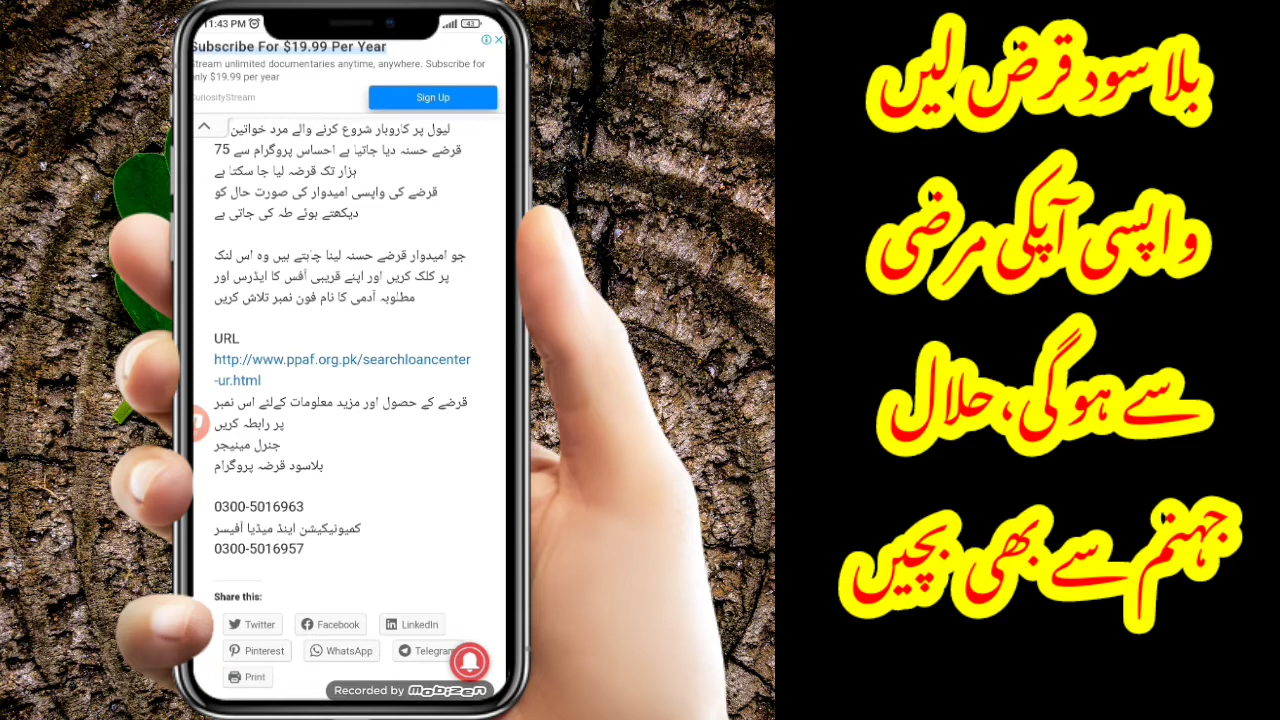 11:43 PM
43
Subscribe For $19.99 Per Year
Stream unlimited documentaries anytime, anywhere. Subscribe for
only $19.99 per year
CuriosityStream
Sign Up
لیول پر کاروبار شروع کرنے والے مرد خواتین
قرضے حسنہ دیا جاتیا ہے احساس پروگرام سے 75
ہزار تک قرضہ لیا جا سکتا ہے
قرضے کی واپسی امیدوار کی صورت حال کو
دیکھتے ہوئے طہ کی جاتی ہے
جو امیدوار قرضے حسنہ لینا چاہتے ہیں وہ اس لنک
پر کلک کریں اور اپنے قریبی آفس کا ایڈرس اور
مطلوبہ آدمی کا نام فون نمبر تلاش کریں
URL
http://www.ppaf.org.pk/searchloancenter
-ur.html
قرضے کے حصول اور مزید معلومات کےلئے اس نمبر
پر رابطہ کریں
جنرل مینیجر
بلاسود قرضہ پروگرام
0300-5016963
کمیونیکیشن اینڈ میڈیا آفیسر
0300-5016957
Share this:
Twitter
Facebook
LinkedIn
Pinterest
WhatsApp
Telegram
Print
Recorded by Mobizen
بلا سود قرض لیں
واپسی آپکی مرضی
سے ہوگی، حلال
جہنم سے بھی بچیں